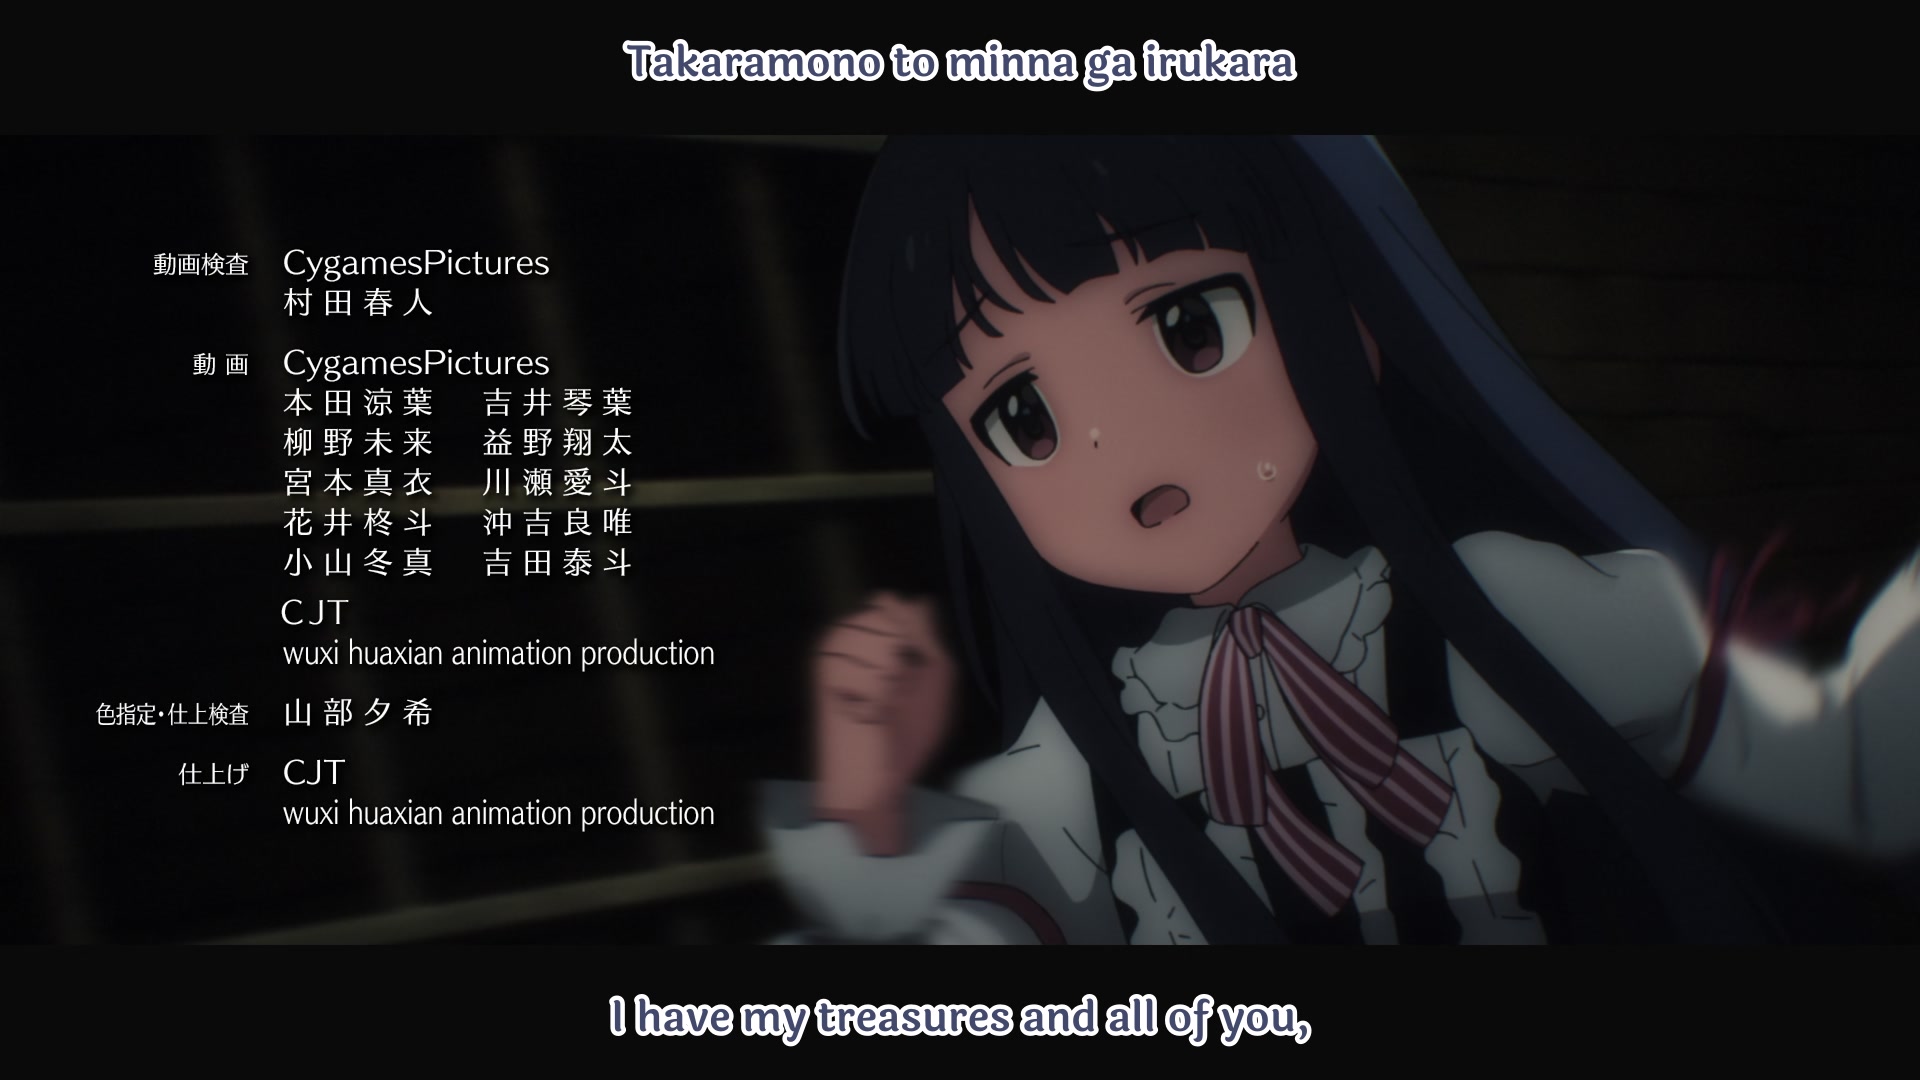 Takaramono to minna ga irukara
動画検査 CygamesPictures
村田春人
動画 CygamesPictures
本田涼葉 吉井琴葉
柳野未来 益野翔太
宮本真衣 川瀬愛斗
花井柊斗 沖吉良唯
小山冬真 吉田泰斗
CJT
wuxi huaxian animation production
色指定・仕上検査 山部夕希
仕上げ CJT
wuxi huaxian animation production
I have my treasures and all of you,